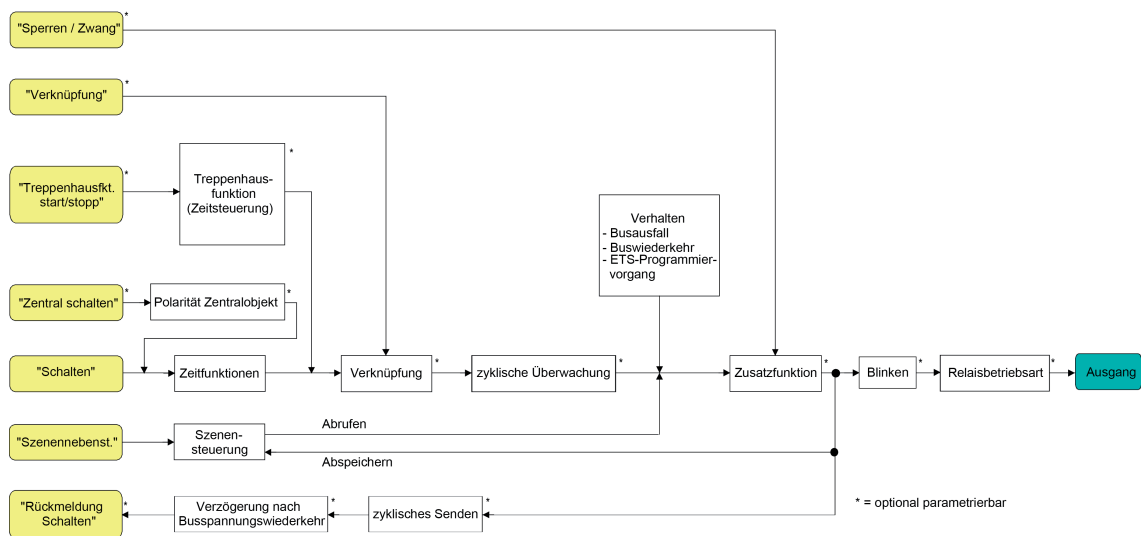 "Sperren / Zwang" *
"Verknüpfung" *
"Treppenhausfkt.
start/stopp" *
Treppenhaus-
funktion
(Zeitsteuerung) *
Verhalten
- Busausfall
- Buswiederkehr
- ETS-Programmier-
vorgang
"Zentral schalten" *
Polarität Zentralobjekt *
"Schalten" *
Zeitfunktionen
Verknüpfung *
zyklische Überwachung *
Zusatzfunktion *
Blinken *
Relaisbetriebsart *
Ausgang
"Szenennebenst." *
Szenen-
steuerung
Abrufen
Abspeichern
"Rückmeldung
Schalten" *
Verzögerung nach
Busspannungswiederkehr *
zyklisches Senden *
* = optional parametrierbar